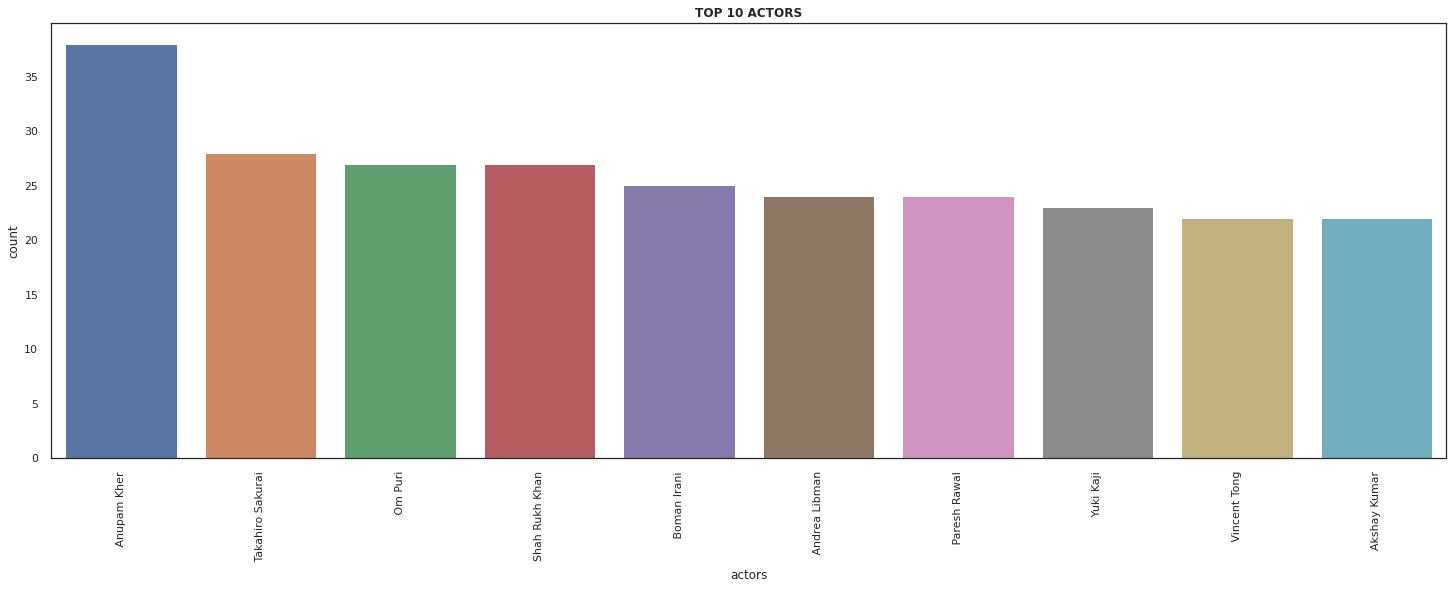 TOP 10 ACTORS
count
35
30
25
20
15
10
5
0
Anupam Kher
Takahiro Sakurai
Om Puri
Shah Rukh Khan
Boman Irani
Andrea Libman
Paresh Rawal
Yuki Kaji
Vincent Tong
Akshay Kumar
actors